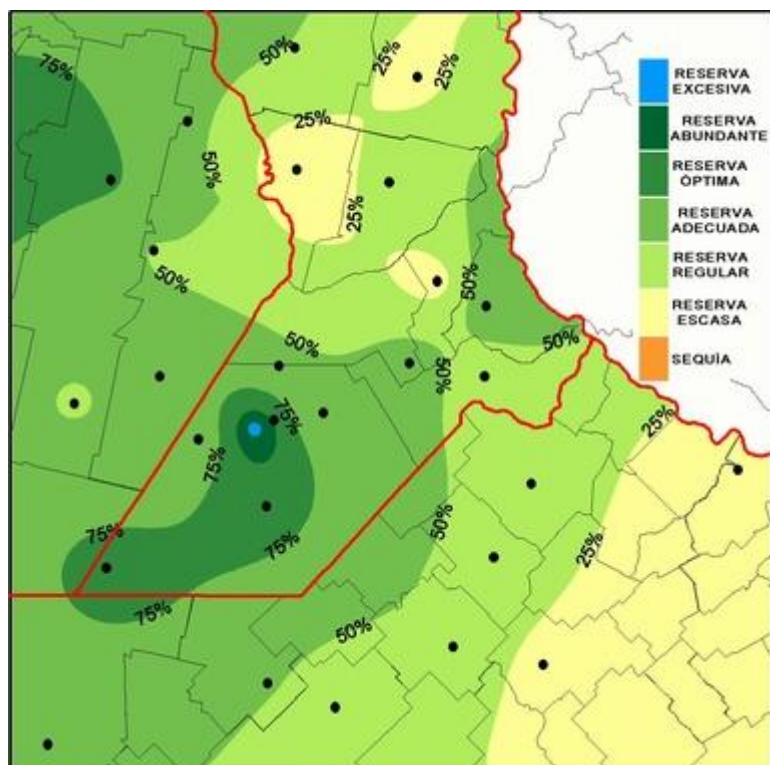 75%
50%
25%
25%
25%
50%
25%
50%
50%
50%
50%
50%
75%
75%
25%
50%
25%
75%
75%
75%
50%
RESERVA
EXCESIVA
RESERVA
ABUNDANTE
RESERVA
ÓPTIMA
RESERVA
ADECUADA
RESERVA
REGULAR
RESERVA
ESCASA
SEQUÍA